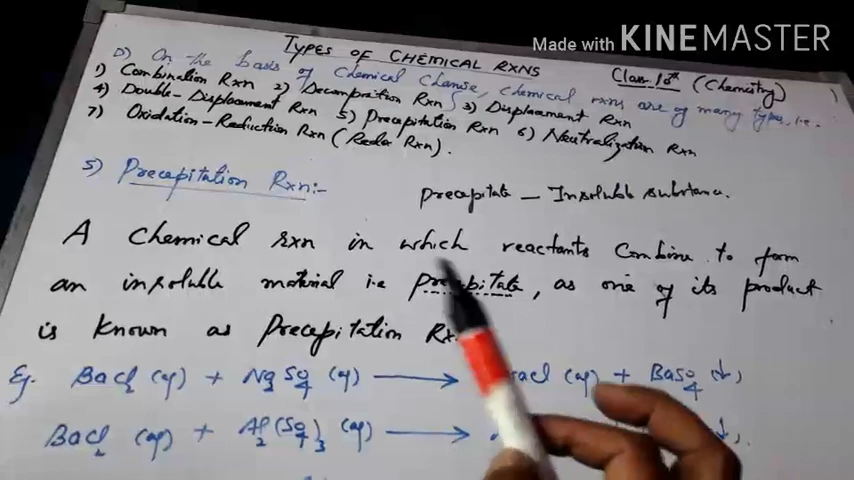 Made with KINEMASTER
TYPES OF CHEMICAL RXNS
Class-10th (Chemistry)
D) On the basis of Chemical Change, Chemical rxns are of many types, i.e.
1) Combination Rxn 2) Decomposition Rxn 3) Displacement Rxn
4) Double-Displacement Rxn 5) Precipitation Rxn 6) Neutralization Rxn
7) Oxidation-Reduction Rxn (Redox Rxn).
5) Precipitation Rxn:-
precipitate - Insoluble substance.
A Chemical rxn in which reactants Combine to form
an insoluble material i.e precipitate, as one of its product
is known as Precipitation Rxn
Eg. BaCl2 (aq) + Na2SO4 (aq) → (aq) + BaSO4 (↓)
BaCl2 (aq) + Al2(SO4)3 (aq) →